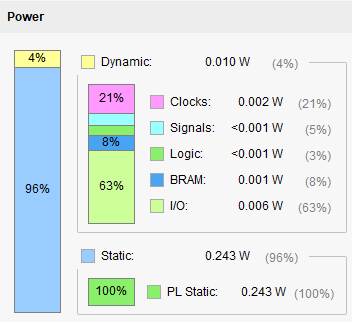 Power
4%
96%
Dynamic: 0.010 W (4%)
21%
8%
63%
Clocks: 0.002 W (21%)
Signals: <0.001 W (5%)
Logic: <0.001 W (3%)
BRAM: 0.001 W (8%)
I/O: 0.006 W (63%)
Static: 0.243 W (96%)
100%
PL Static: 0.243 W (100%)